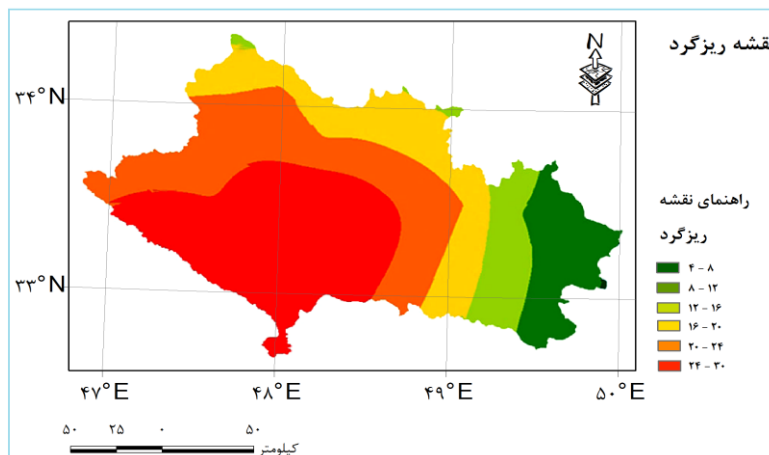 نقشه ریزگرد
N
۳۴°N
۳۳°N
۴۷°E
۴۸°E
۴۹°E
۵۰°E
راهنمای نقشه
ریزگرد
۴ - ۸
۸ - ۱۲
۱۲ - ۱۶
۱۶ - ۲۰
۲۰ - ۲۴
۲۴ - ۳۰
۵۰ ۲۵ ۰ ۵۰
کیلومتر